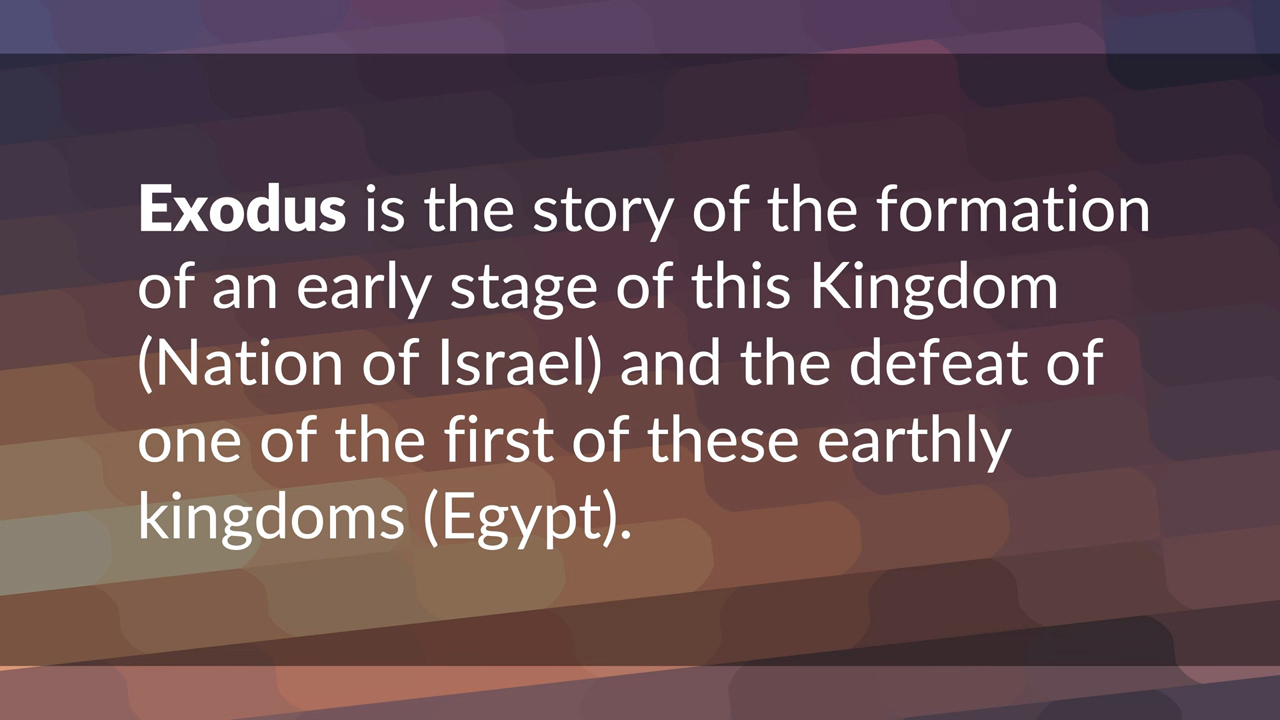 Exodus is the story of the formation
of an early stage of this Kingdom
(Nation of Israel) and the defeat of
one of the first of these earthly
kingdoms (Egypt).